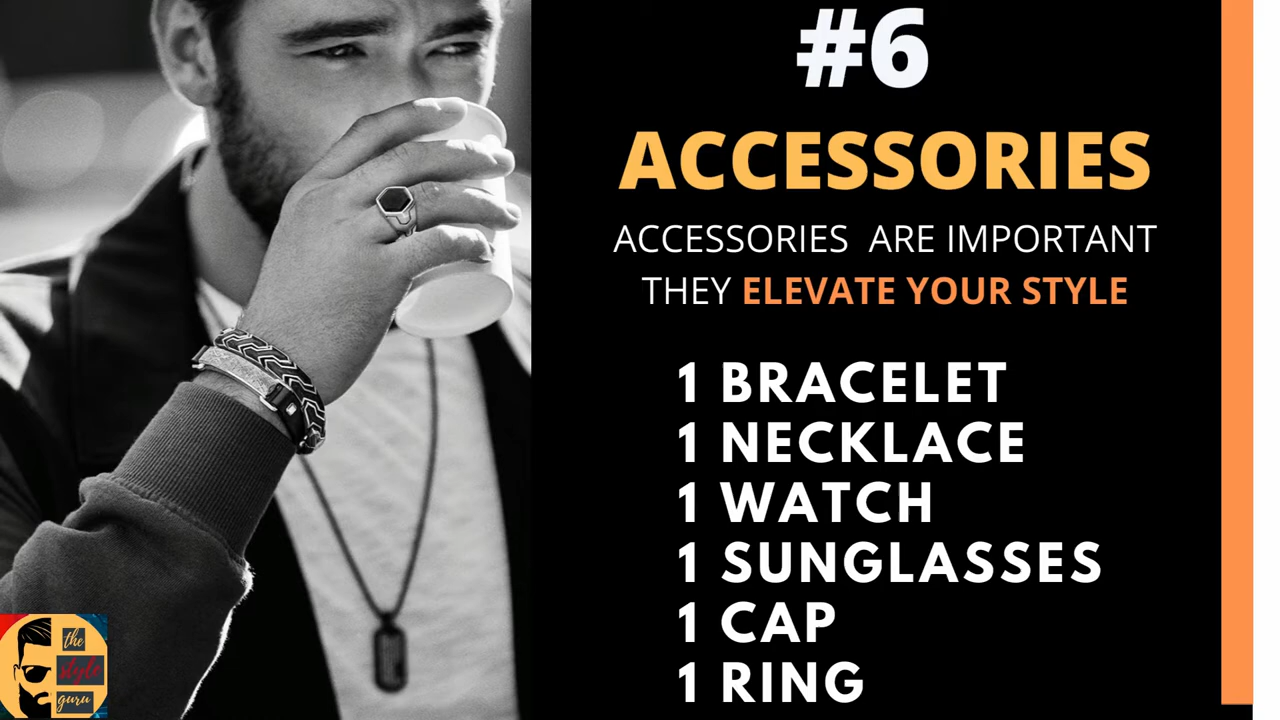 #6
ACCESSORIES
ACCESSORIES ARE IMPORTANT
THEY ELEVATE YOUR STYLE
1 BRACELET
1 NECKLACE
1 WATCH
1 SUNGLASSES
1 CAP
1 RING
the
style
guru